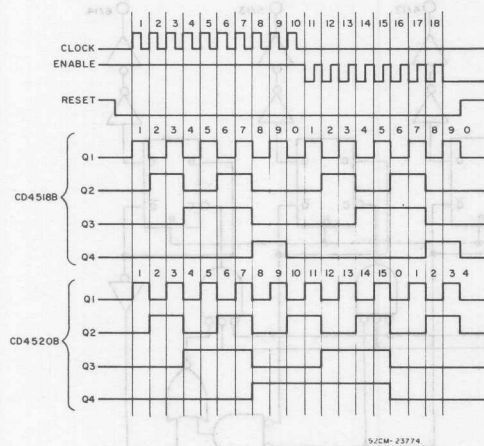 1 2 3 4 5 6 7 8 9 10 11 12 13 14 15 16 17 18
CLOCK
ENABLE
RESET
1 2 3 4 5 6 7 8 9 0 1 2 3 4 5 6 7 8 9 0
Q1
Q2
CD4518B
Q3
Q4
1 2 3 4 5 6 7 8 9 10 11 12 13 14 15 0 1 2 3 4
Q1
Q2
CD4520B
Q3
Q4
92CM-23774